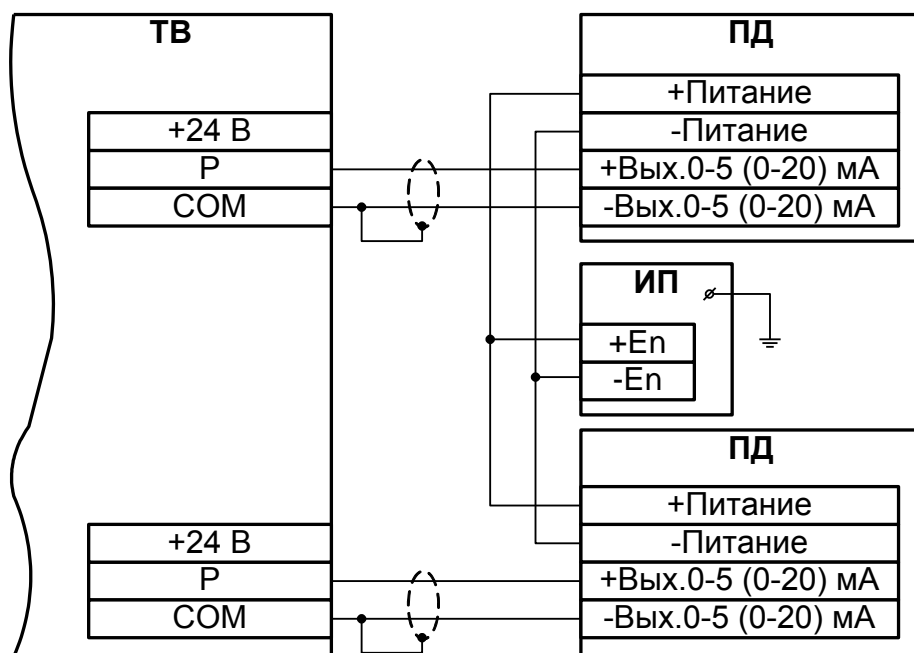 ТВ
+24 В
Р
СОМ
ПД
+Питание
-Питание
+Вых.0-5 (0-20) мА
-Вых.0-5 (0-20) мА
ИП
+En
-En
ПД
+Питание
-Питание
+Вых.0-5 (0-20) мА
-Вых.0-5 (0-20) мА
+24 В
Р
СОМ